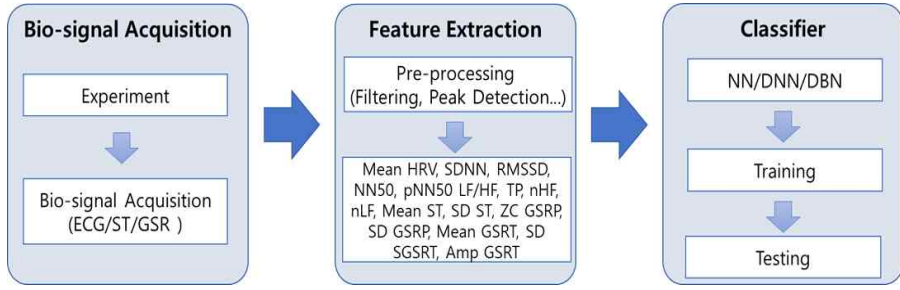 Bio-signal Acquisition
Experiment
Bio-signal Acquisition
(ECG/ST/GSR )
Feature Extraction
Pre-processing
(Filtering, Peak Detection...)
Mean HRV, SDNN, RMSSD,
NN50, pNN50 LF/HF, TP, nHF,
nLF, Mean ST, SD ST, ZC GSRP,
SD GSRP, Mean GSRT, SD
SGSRT, Amp GSRT
Classifier
NN/DNN/DBN
Training
Testing